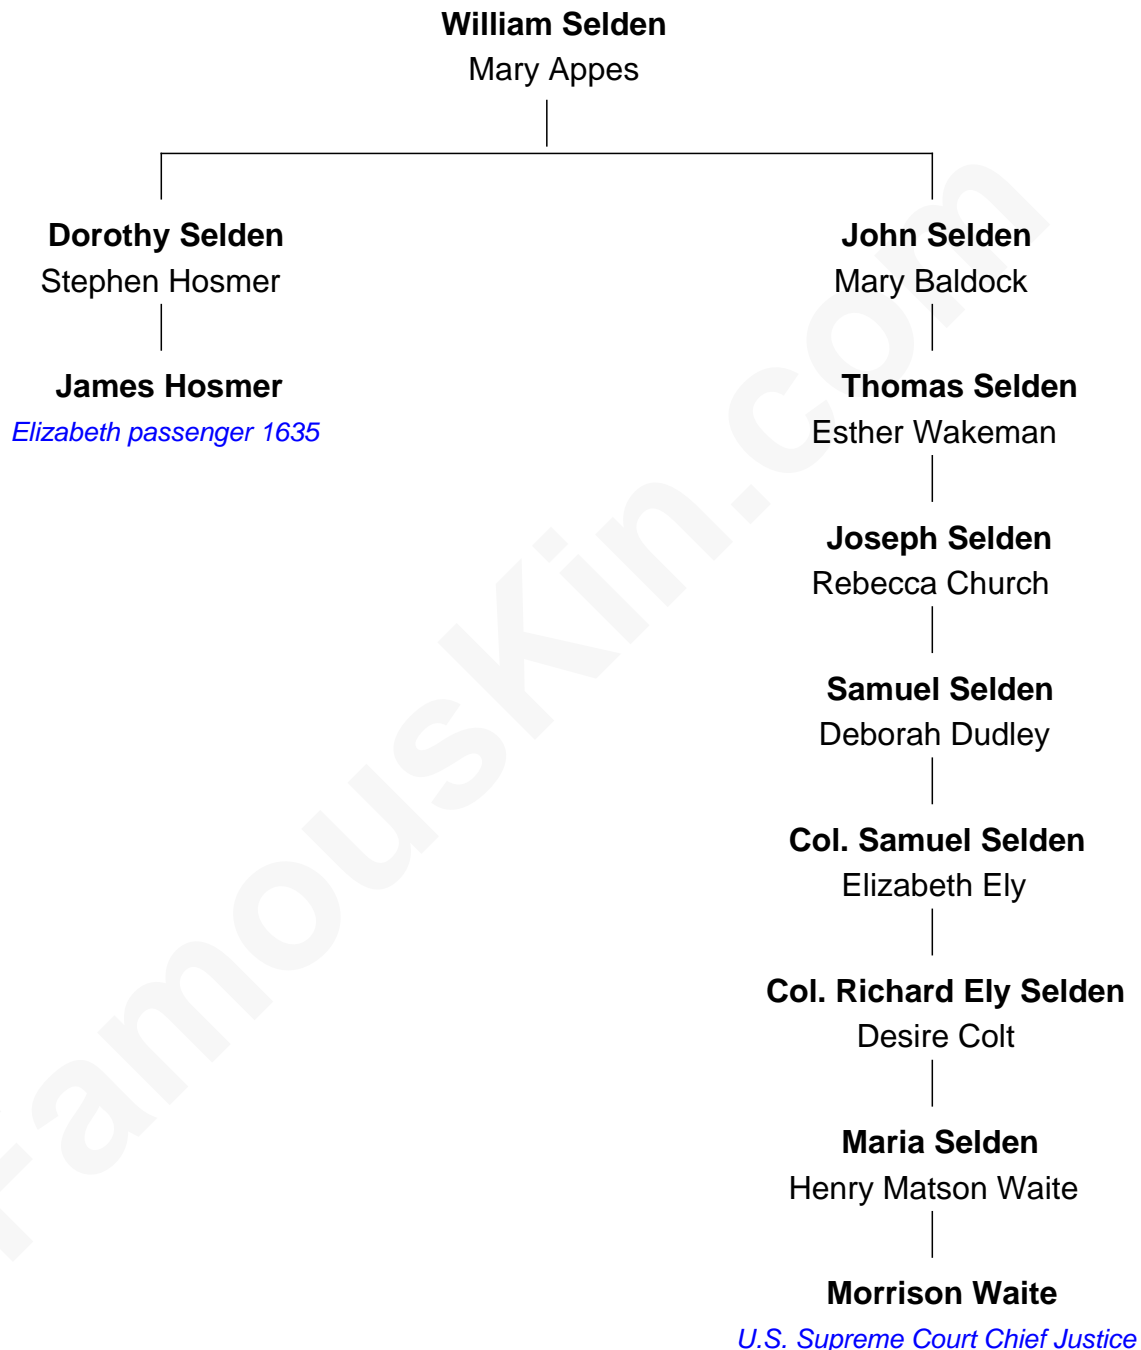 William Selden
Mary Appes
Dorothy Selden
Stephen Hosmer
James Hosmer
Elizabeth passenger 1635
John Selden
Mary Baldock
Thomas Selden
Esther Wakeman
Joseph Selden
Rebecca Church
Samuel Selden
Deborah Dudley
Col. Samuel Selden
Elizabeth Ely
Col. Richard Ely Selden
Desire Colt
Maria Selden
Henry Matson Waite
Morrison Waite
U.S. Supreme Court Chief Justice
FamousKin.com